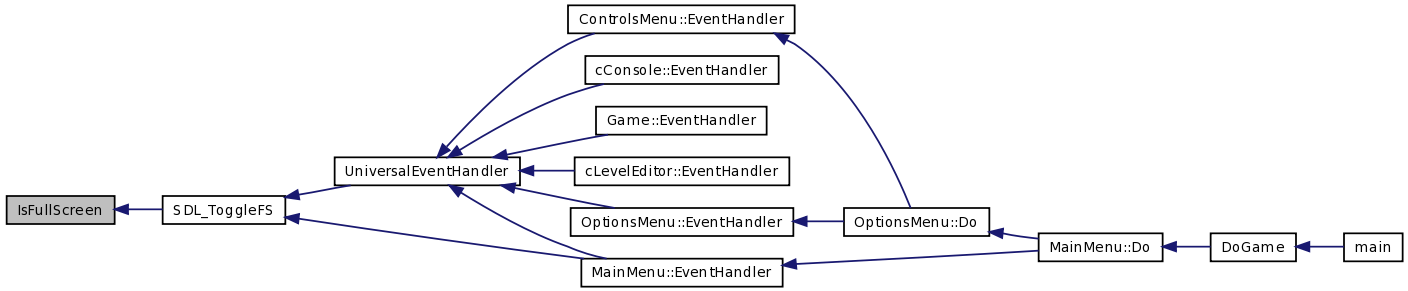 ControlsMenu::EventHandler
cConsole::EventHandler
Game::EventHandler
UniversalEventHandler
cLevelEditor::EventHandler
IsFullScreen
SDL_ToggleFS
OptionsMenu::EventHandler
OptionsMenu::Do
MainMenu::Do
DoGame
main
MainMenu::EventHandler